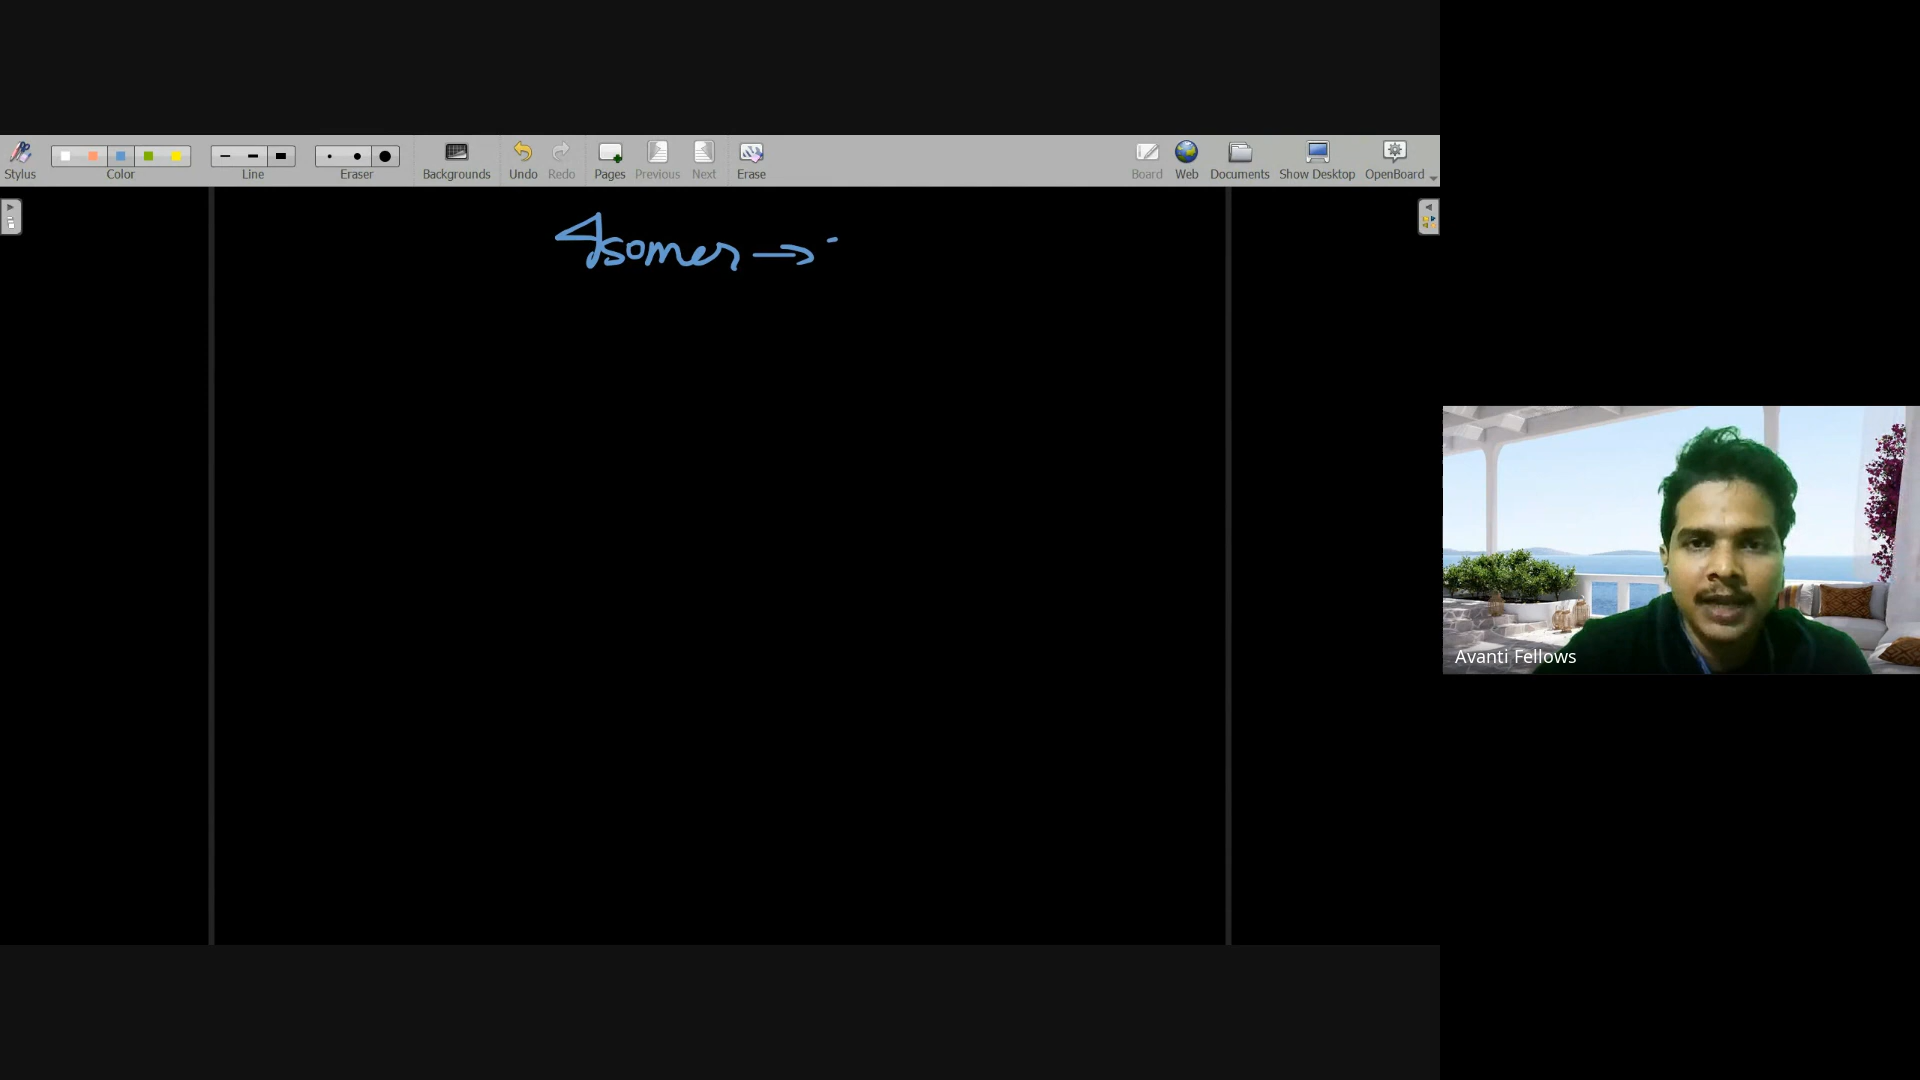 Stylus
Color
Line
Eraser
Backgrounds
Undo
Redo
Pages
Previous
Next
Erase
Board
Web
Documents
Show Desktop
OpenBoard
Isomer →
Avanti Fellows